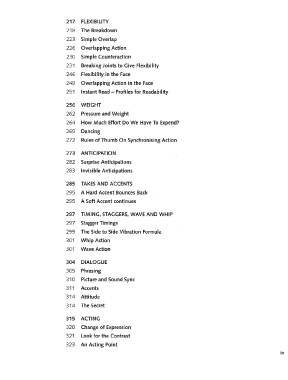 217 FLEXIBILITY
218 The Breakdown
223 Simple Overlap
226 Overlapping Action
230 Simple Counteraction
231 Breaking Joints to Give Flexibility
246 Flexibility in the Face
249 Overlapping Action in the Face
251 Instant Read – Profiles for Readability
256 WEIGHT
262 Pressure and Weight
264 How Much Effort Do We Have To Expend?
269 Dancing
272 Rules of Thumb On Synchronising Action
273 ANTICIPATION
282 Surprise Anticipations
283 Invisible Anticipations
285 TAKES AND ACCENTS
295 A Hard Accent Bounces Back
295 A Soft Accent continues
297 TIMING, STAGGERS, WAVE AND WHIP
297 Stagger Timings
299 The Side to Side Vibration Formula
301 Whip Action
301 Wave Action
304 DIALOGUE
305 Phrasing
310 Picture and Sound Sync
311 Accents
314 Attitude
314 The Secret
315 ACTING
320 Change of Expression
321 Look for the Contrast
323 An Acting Point